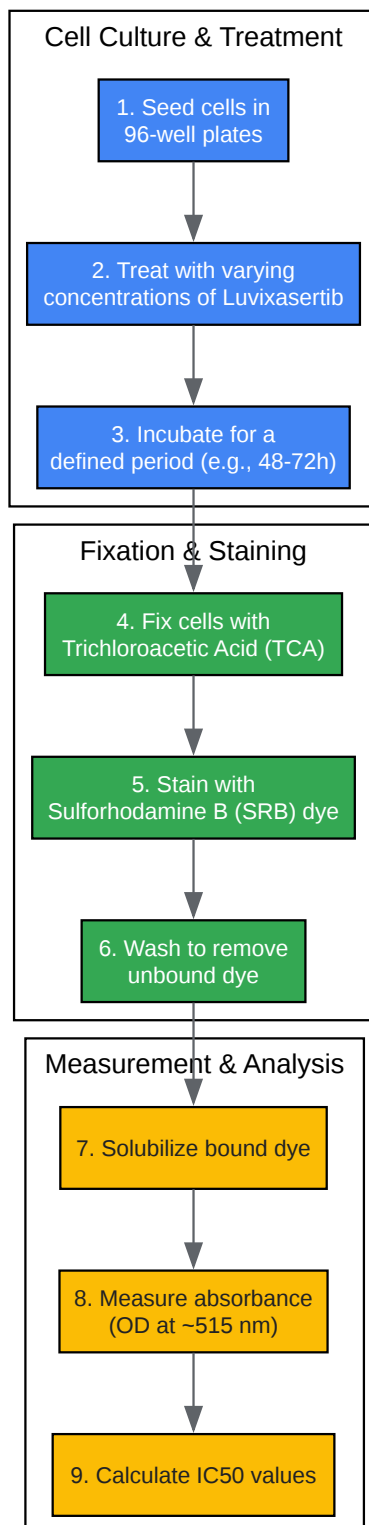 Cell Culture & Treatment
1. Seed cells in
96-well plates
2. Treat with varying
concentrations of Luvixasertib
3. Incubate for a
defined period (e.g., 48-72h)
Fixation & Staining
4. Fix cells with
Trichloroacetic Acid (TCA)
5. Stain with
Sulforhodamine B (SRB) dye
6. Wash to remove
unbound dye
Measurement & Analysis
7. Solubilize bound dye
8. Measure absorbance
(OD at ~515 nm)
9. Calculate IC50 values